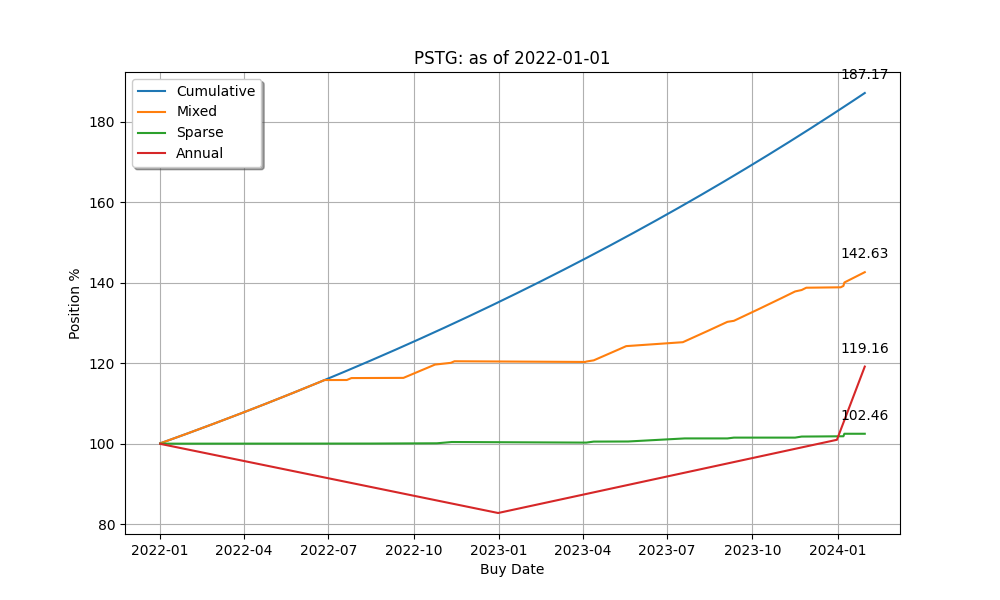 PSTG: as of 2022-01-01
187.17
Cumulative
Mixed
Sparse
Annual
180
160
142.63
140
119.16
120
102.46
100
80
Position %
2022-01 2022-04 2022-07 2022-10 2023-01 2023-04 2023-07 2023-10 2024-01
Buy Date